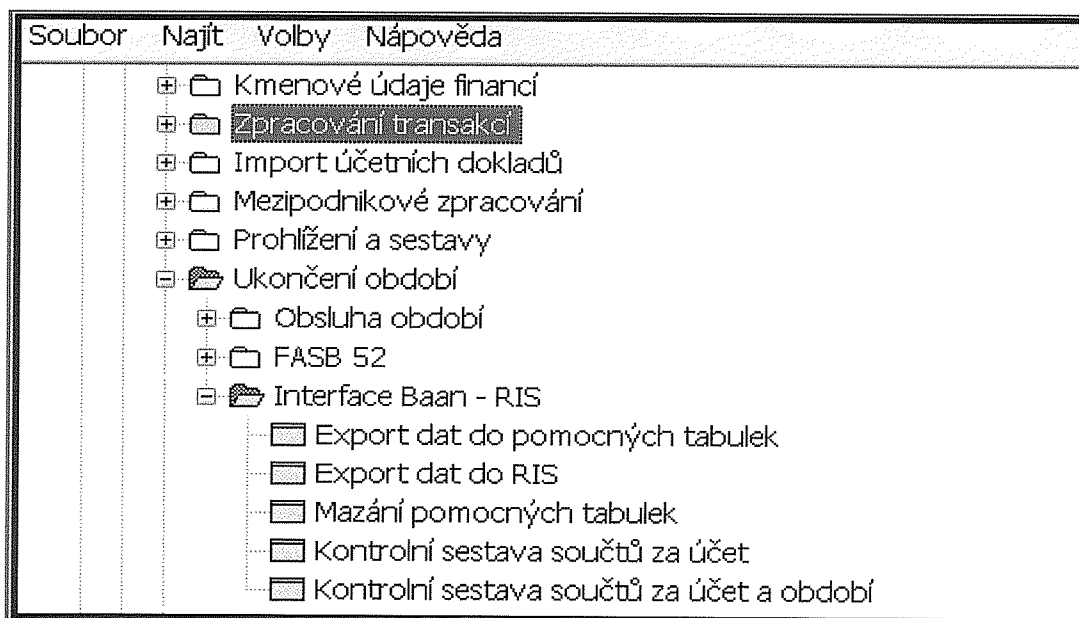 Soubor Najít Volby Nápověda
Kmenové údaje financí
Zpracování transakcí
Import účetních dokladů
Mezipodnikové zpracování
Prohlížení a sestavy
Ukončení období
Obsluha období
FASB 52
Interface Baan - RIS
Export dat do pomocných tabulek
Export dat do RIS
Mazání pomocných tabulek
Kontrolní sestava součtů za účet
Kontrolní sestava součtů za účet a období